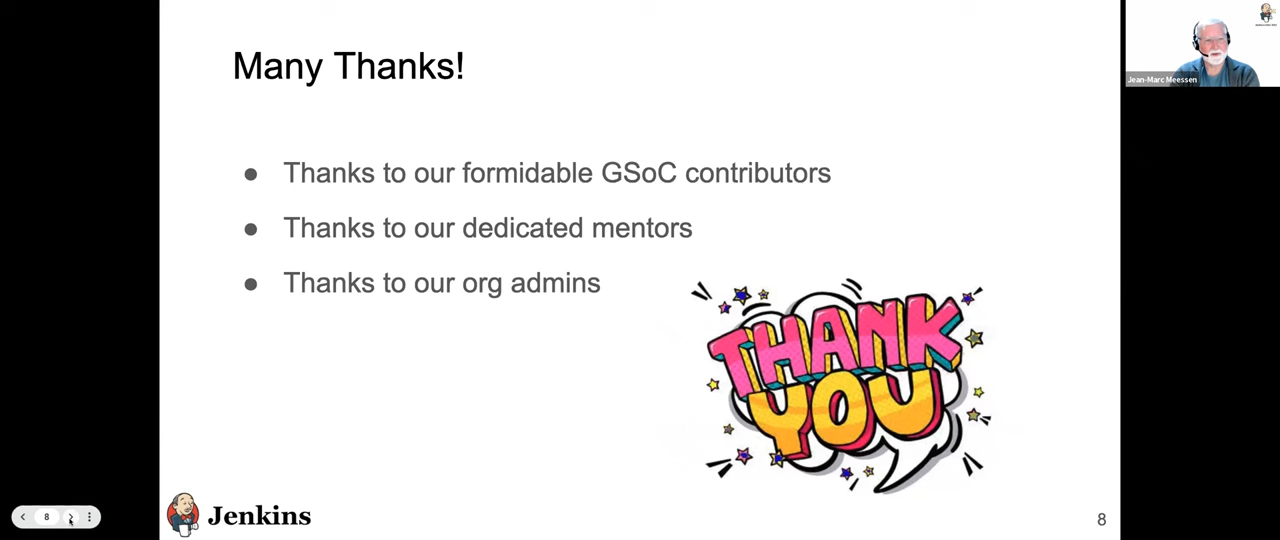 Many Thanks!
● Thanks to our formidable GSoC contributors
● Thanks to our dedicated mentors
● Thanks to our org admins
THANK
YOU
Jenkins
8
8
Jean-Marc Meessen